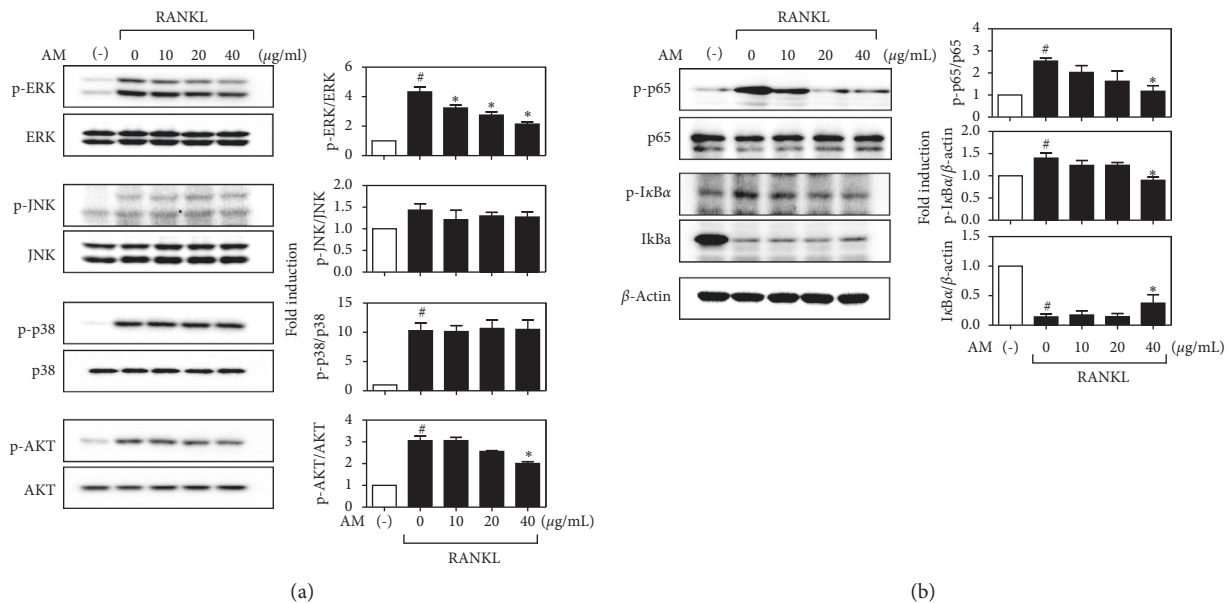 RANKL
AM (-) 0 10 20 40 (μg/mL)
p-ERK
ERK
p-JNK
JNK
p-p38
p38
p-AKT
AKT
Fold induction
p-ERK/ERK
6
4
2
0
#
*
*
*
p-JNK/JNK
2.0
1.5
1.0
0.5
0.0
p-p38/p38
15
10
5
0
#
p-AKT/AKT
4
3
2
1
0
#
*
AM (-) 0 10 20 40 (μg/mL)
RANKL
(a)
RANKL
AM (-) 0 10 20 40 (μg/mL)
p-p65
p65
p-IκBα
IkBa
β-Actin
Fold induction
p-p65/p65
4
3
2
1
0
#
*
p-IκBα/β-actin
2.0
1.5
1.0
0.5
0.0
#
*
IκBα/β-actin
1.5
1.0
0.5
0.0
#
*
AM (-) 0 10 20 40 (μg/mL)
RANKL
(b)